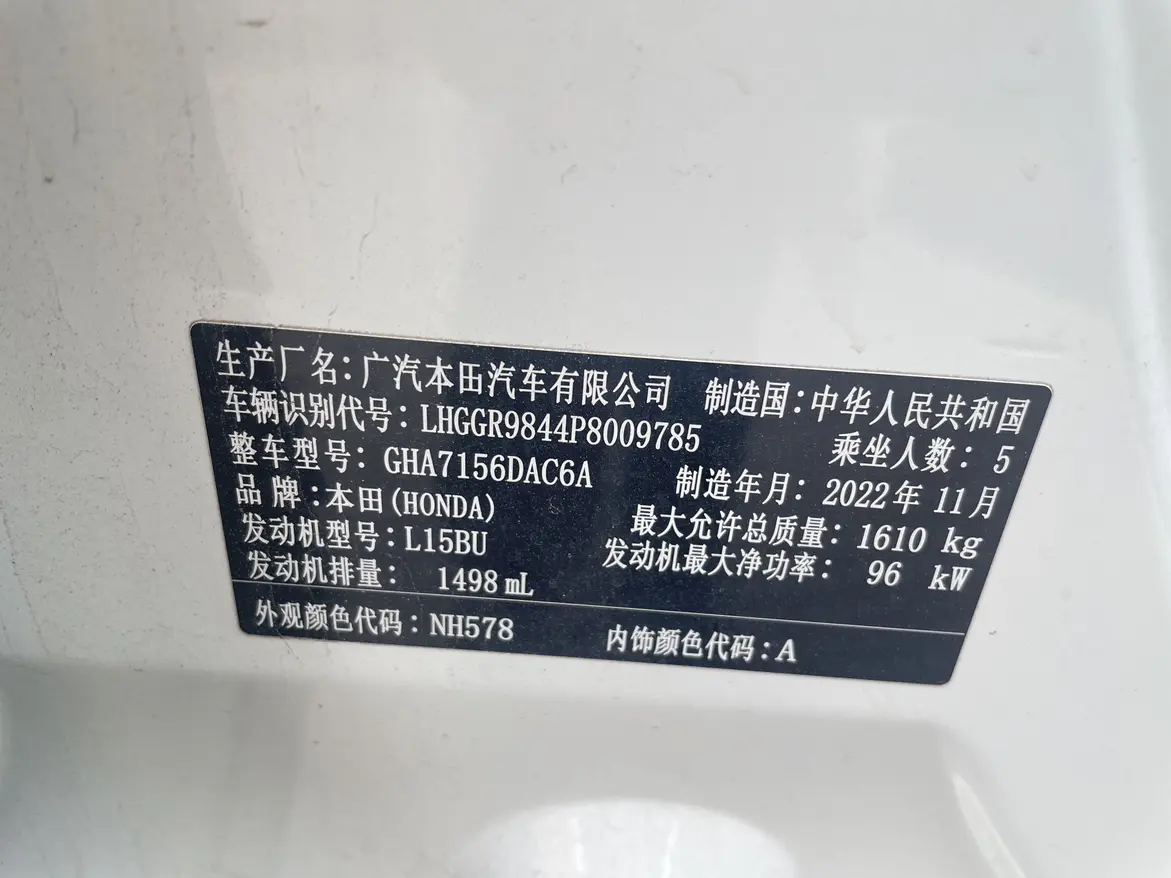 生产厂名：广汽本田汽车有限公司 制造国：中华人民共和国
车辆识别代号：LHGGR9844P8009785 乘坐人数：5
整车型号：GHA7156DAC6A 制造年月：2022年11月
品牌：本田(HONDA) 最大允许总质量：1610 kg
发动机型号：L15BU 发动机最大净功率：96 kW
发动机排量：1498 mL
外观颜色代码：NH578 内饰颜色代码：A